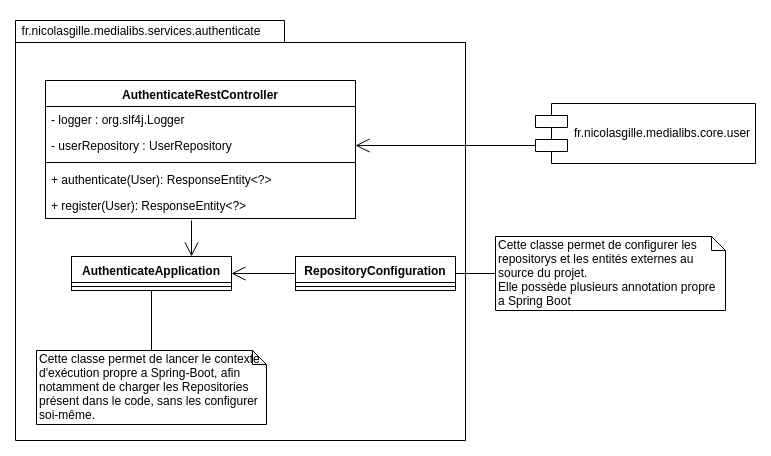 fr.nicolasgille.medialibs.services.authenticate
AuthenticateRestController
- logger : org.slf4j.Logger
- userRepository : UserRepository
+ authenticate(User): ResponseEntity<?>
+ register(User): ResponseEntity<?>
fr.nicolasgille.medialibs.core.user
AuthenticateApplication
RepositoryConfiguration
Cette classe permet de configurer les
repositorys et les entités externes au
source du projet.
Elle possède plusieurs annotation propre
a Spring Boot
Cette classe permet de lancer le contexte
d'exécution propre a Spring-Boot, afin
notamment de charger les Repositories
présent dans le code, sans les configurer
soi-même.